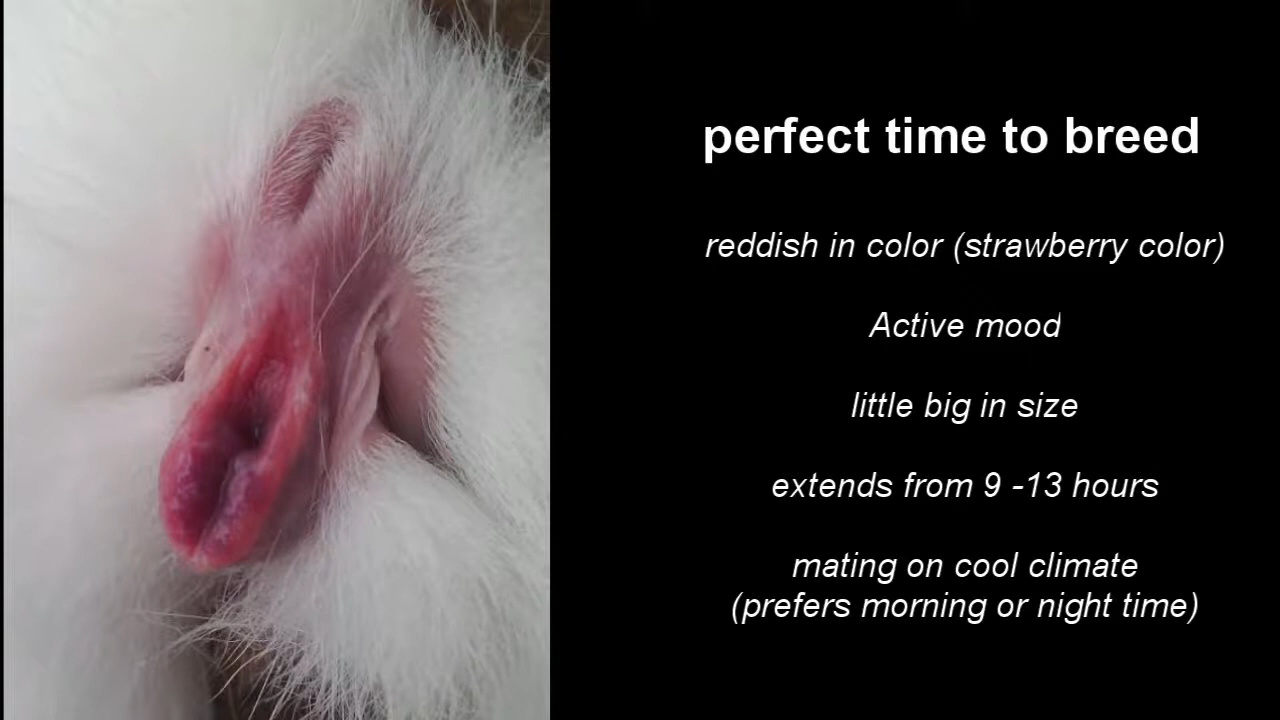 perfect time to breed
reddish in color (strawberry color)
Active mood
little big in size
extends from 9 -13 hours
mating on cool climate
(prefers morning or night time)